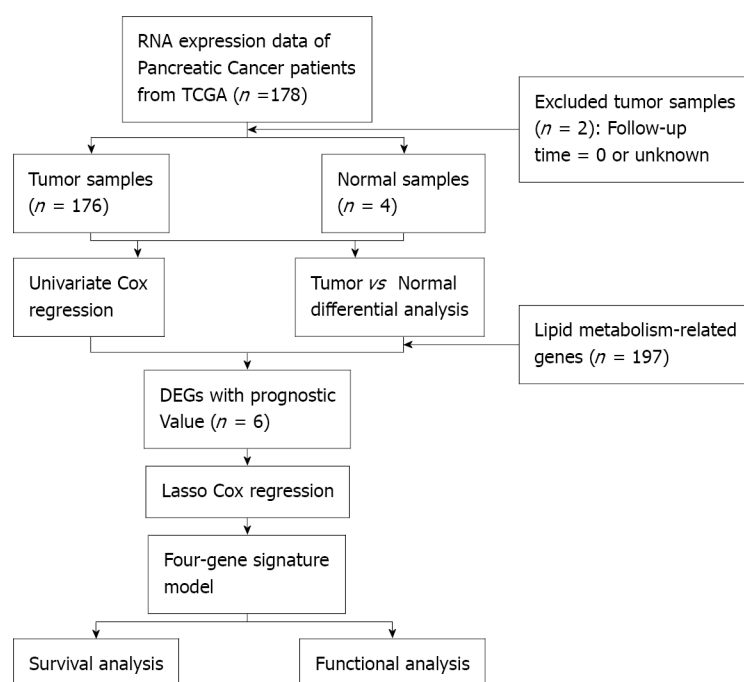 RNA expression data of
Pancreatic Cancer patients
from TCGA (n =178)
Excluded tumor samples
(n = 2): Follow-up
time = 0 or unknown
Tumor samples
(n = 176)
Normal samples
(n = 4)
Univariate Cox
regression
Tumor vs Normal
differential analysis
Lipid metabolism-related
genes (n = 197)
DEGs with prognostic
Value (n = 6)
Lasso Cox regression
Four-gene signature
model
Survival analysis
Functional analysis